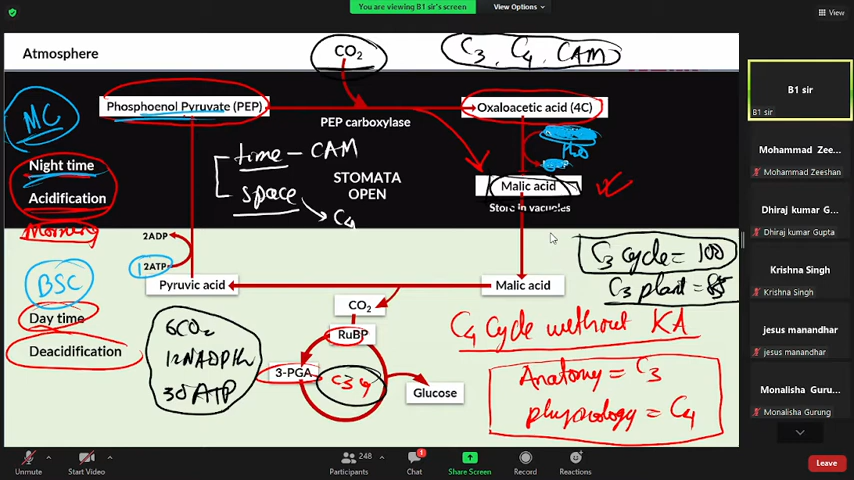 You are viewing B1 sir's screen
View Options
View
Atmosphere
CO₂
C3, C4, CAM
MC
Phosphoenol Pyruvate (PEP)
Oxaloacetic acid (4C)
PEP carboxylase
H2O
time - CAM
space
C4
STOMATA
OPEN
Night time
Acidification
Morning
Malic acid
Store in vacuoles
2ADP
2ATP
C3 cycle = 100
C3 plant = 85
BSC
Pyruvic acid
Malic acid
CO₂
Day time
Deacidification
6CO2
12NADPH2
30ATP
RuBP
3-PGA
Glucose
C4 Cycle without KA
Anatomy = C3
physiology = C4
B1 sir
B1 sir
Mohammad Zees...
Mohammad Zeeshan
Dhiraj kumar G...
Dhiraj kumar Gupta
Krishna Singh
Krishna Singh
jesus manandhar
jesus manandhar
Monalisha Guru...
Monalisha Gurung
Unmute
Start Video
248
Participants
1
Chat
Share Screen
Record
Reactions
Leave